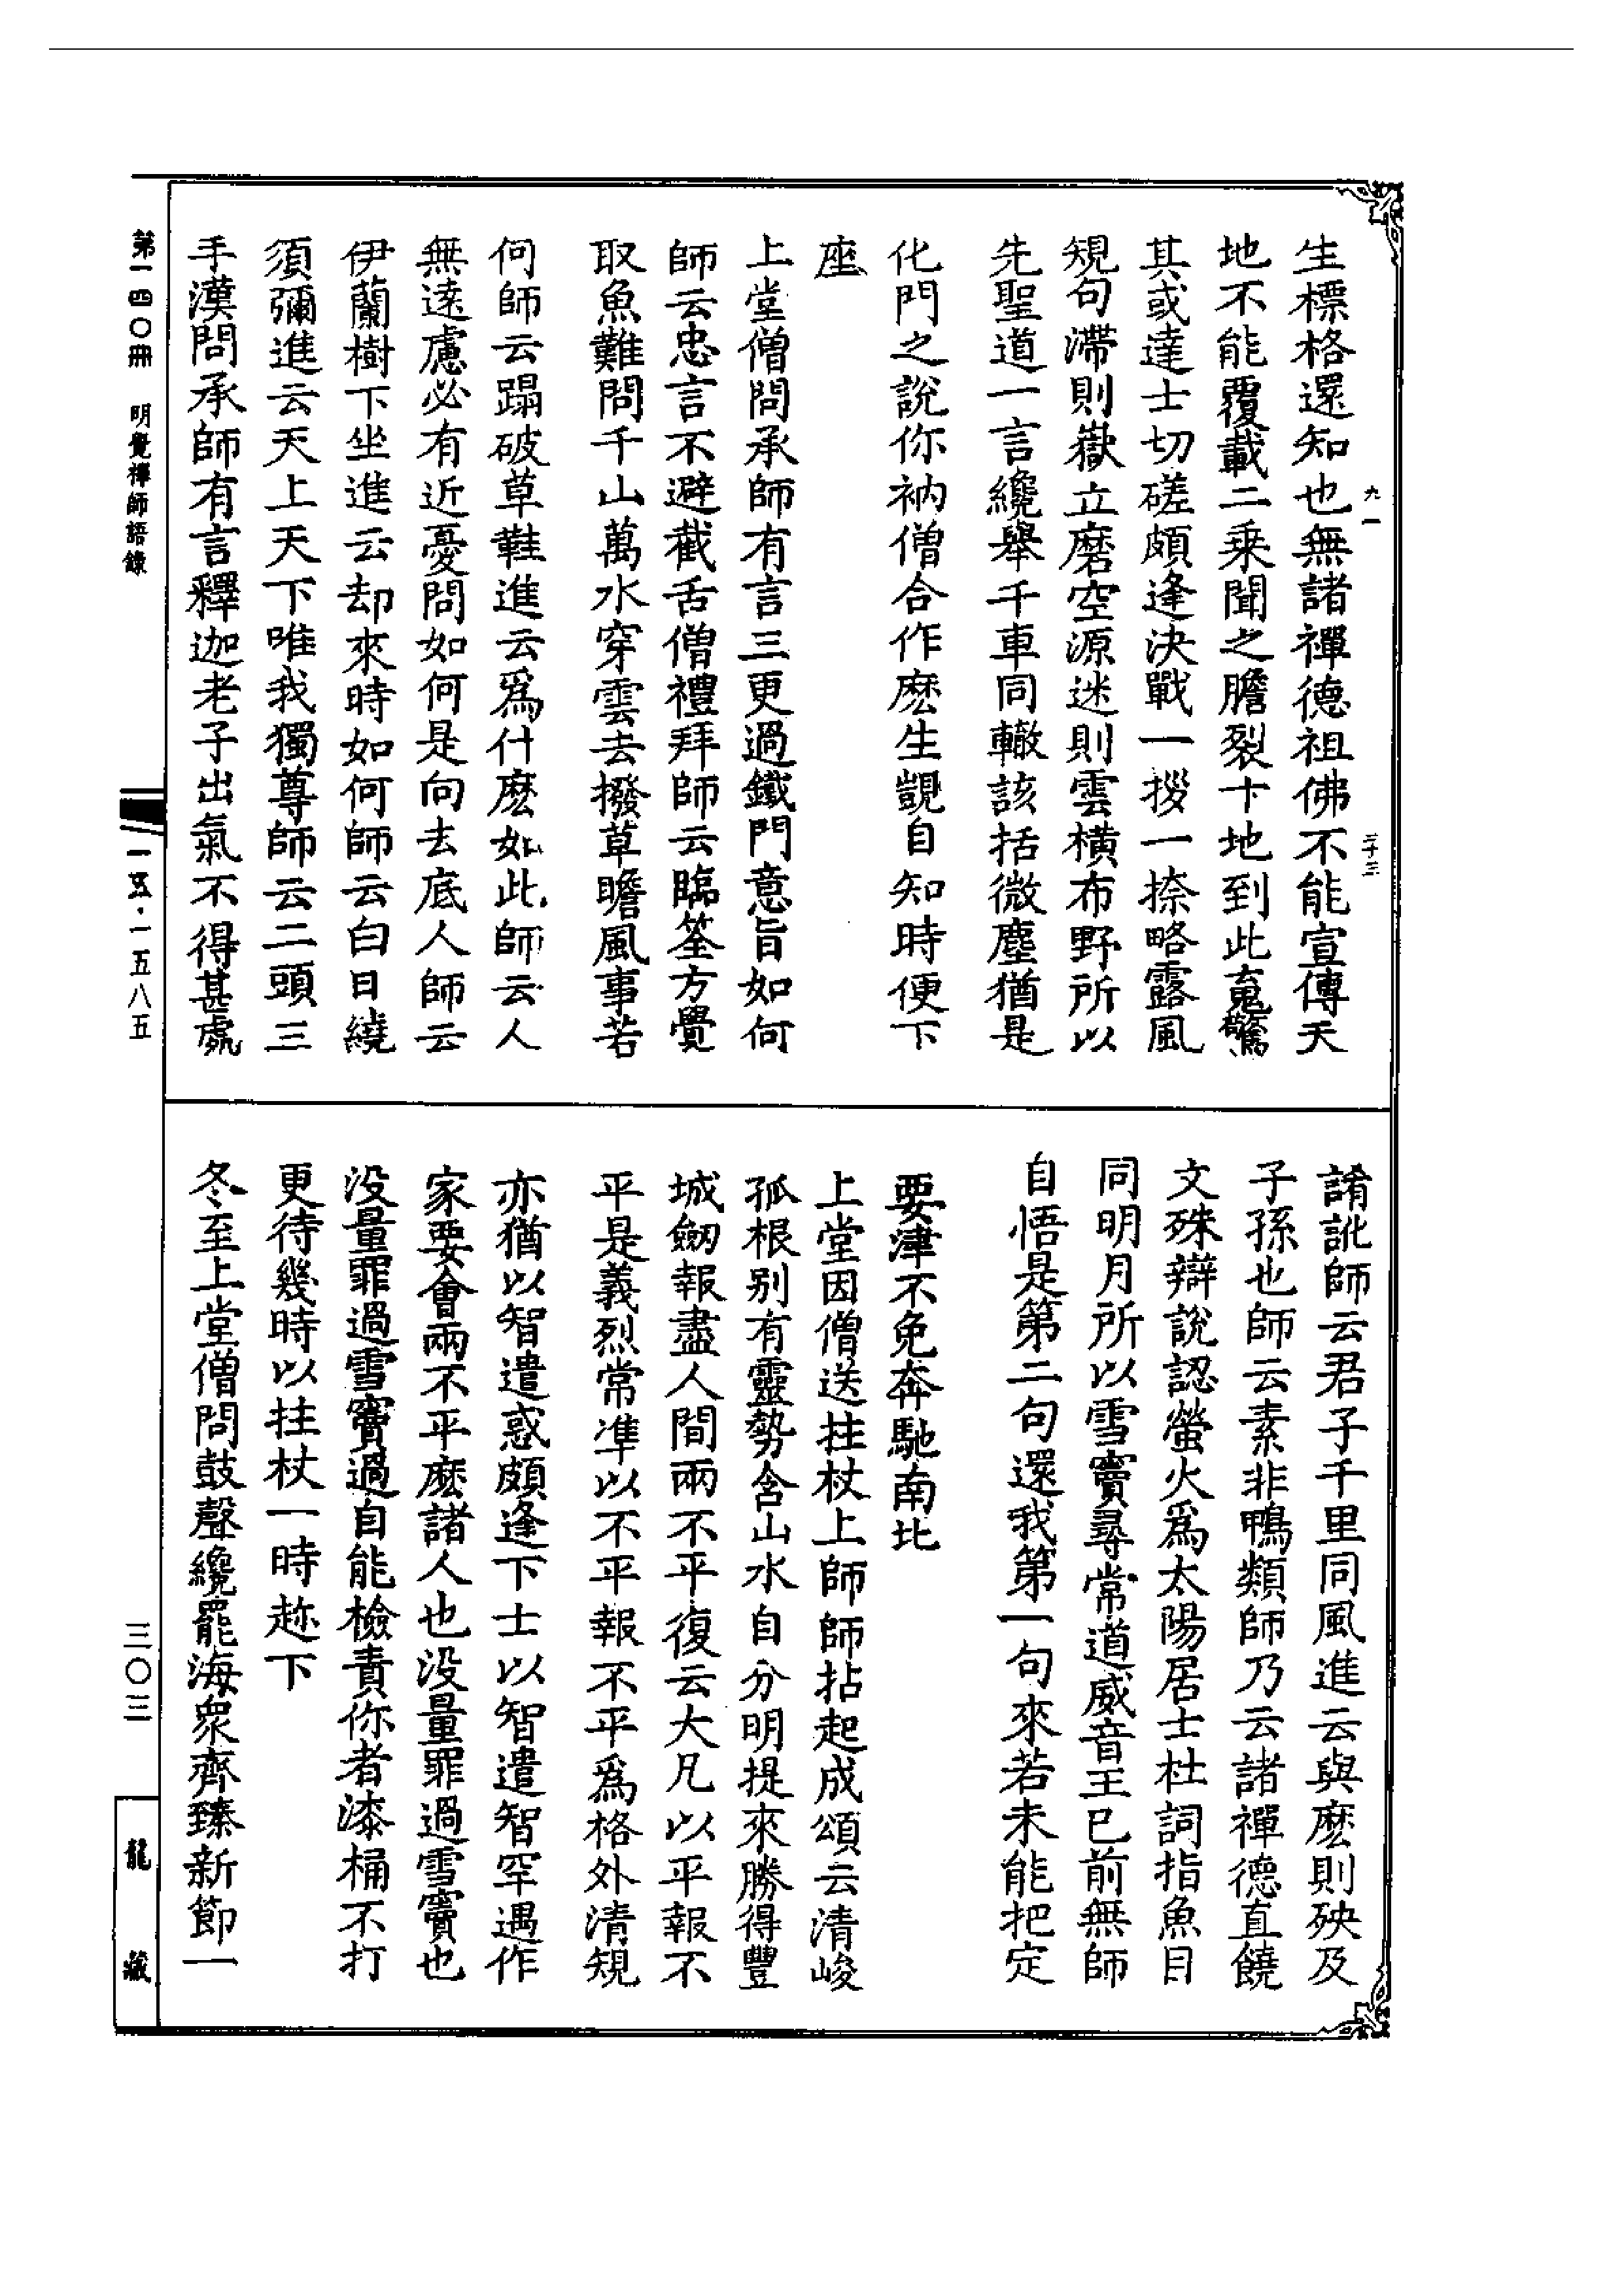 生標格還知也無諸禪德祖佛不能宣傳天
地不能覆載二乗聞之膽裂十地到此䰟驚
其或達士切磋頗逢決戰一拶一捺略露風
規句滯則嶽立磨空源迷則雲橫布野所以
先聖道一言纔舉千車同轍該括微塵猶是
化門之說你衲僧合作麽生覬自知時便下
座
上堂僧問承師有言三更過鐵門意旨如何
師云忠言不避截舌僧禮拜師云臨筌方覺
取魚難問千山萬水穿雲去撥草瞻風事若
何師云蹋破草鞋進云爲什麽如此師云人
無遠慮必有近憂問如何是向去底人師云
伊蘭樹下坐進云却來時如何師云白日繞
須彌進云天上天下唯我獨尊師云二頭三
手漢問承師有言釋迦老子出氣不得甚處
誵訛師云君子千里同風進云與麽則殃及
子孫也師云素非鴨類師乃云諸禪德直饒
文殊辯說認螢火爲太陽居士杜詞指魚目
同明月所以雪竇尋常道威音王已前無師
自悟是第二句還我第一句來若未能把定
要津不免奔馳南北
上堂因僧送拄杖上師師拈起成頌云清峻
孤根別有靈勢含山水自分明提來勝得豐
城劒報盡人間兩不平復云大凡以平報不
平是義烈常準以不平報不平爲格外清規
亦猶以智遣惑頗逢下士以智遣智罕遇作
家要會兩不平麽諸人也没量罪過雪竇也
没量罪過雪竇過自能檢責你者漆桶不打
更待幾時以拄杖一時趂下
冬至上堂僧問鼓聲纔罷海衆齊臻新節一
九一
三十三
第一四〇冊 明覺禪師語錄
一五·一五八五
三〇三
龍藏